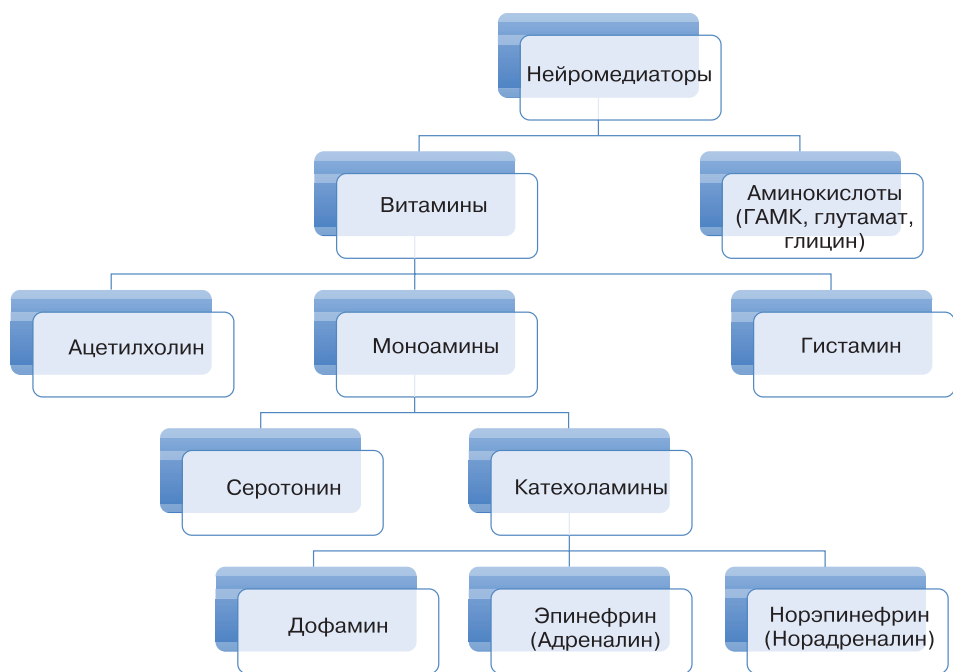 Нейромедиаторы
Витамины
Аминокислоты
(ГАМК, глутамат,
глицин)
Ацетилхолин
Моноамины
Гистамин
Серотонин
Катехоламины
Дофамин
Эпинефрин
(Адреналин)
Норэпинефрин
(Норадреналин)